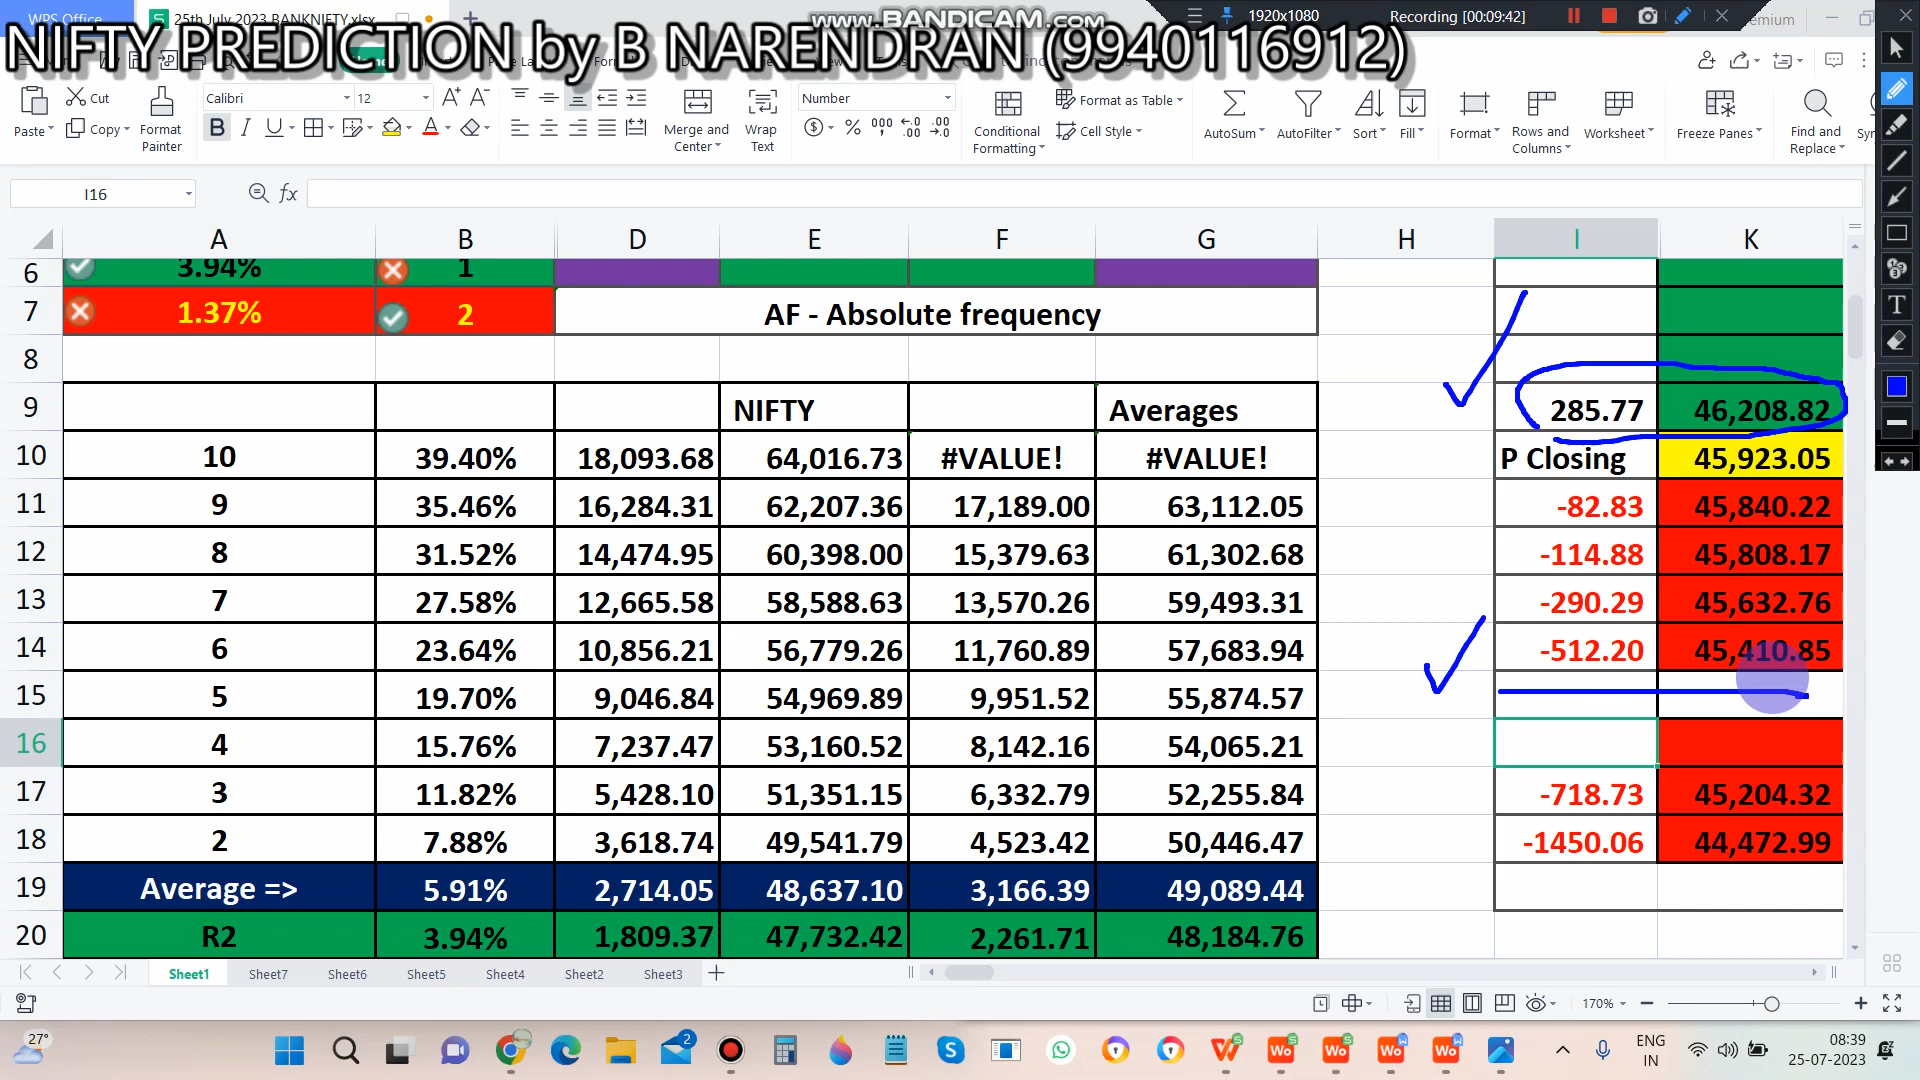 WPS Office
25th July 2023 BANKNIFTY.xlsx
www.BANDICAM.com
1920x1080
Recording [00:09:42]
NIFTY PREDICTION by B NARENDRAN (9940116912)
Paste
Cut
Copy
Format Painter
Calibri
12
Merge and Center
Wrap Text
Number
Conditional Formatting
Format as Table
Cell Style
AutoSum
AutoFilter
Sort
Fill
Format
Rows and Columns
Worksheet
Freeze Panes
Find and Replace
I16
fx
A B D E F G H I K
6 3.94% 1
7 1.37% 2 AF - Absolute frequency
8
9 NIFTY Averages 285.77 46,208.82
10 10 39.40% 18,093.68 64,016.73 #VALUE! #VALUE! P Closing 45,923.05
11 9 35.46% 16,284.31 62,207.36 17,189.00 63,112.05 -82.83 45,840.22
12 8 31.52% 14,474.95 60,398.00 15,379.63 61,302.68 -114.88 45,808.17
13 7 27.58% 12,665.58 58,588.63 13,570.26 59,493.31 -290.29 45,632.76
14 6 23.64% 10,856.21 56,779.26 11,760.89 57,683.94 -512.20 45,410.85
15 5 19.70% 9,046.84 54,969.89 9,951.52 55,874.57
16 4 15.76% 7,237.47 53,160.52 8,142.16 54,065.21
17 3 11.82% 5,428.10 51,351.15 6,332.79 52,255.84 -718.73 45,204.32
18 2 7.88% 3,618.74 49,541.79 4,523.42 50,446.47 -1450.06 44,472.99
19 Average => 5.91% 2,714.05 48,637.10 3,166.39 49,089.44
20 R2 3.94% 1,809.37 47,732.42 2,261.71 48,184.76
Sheet1 Sheet7 Sheet6 Sheet5 Sheet4 Sheet2 Sheet3
170%
27°
2
ENG
IN
08:39
25-07-2023